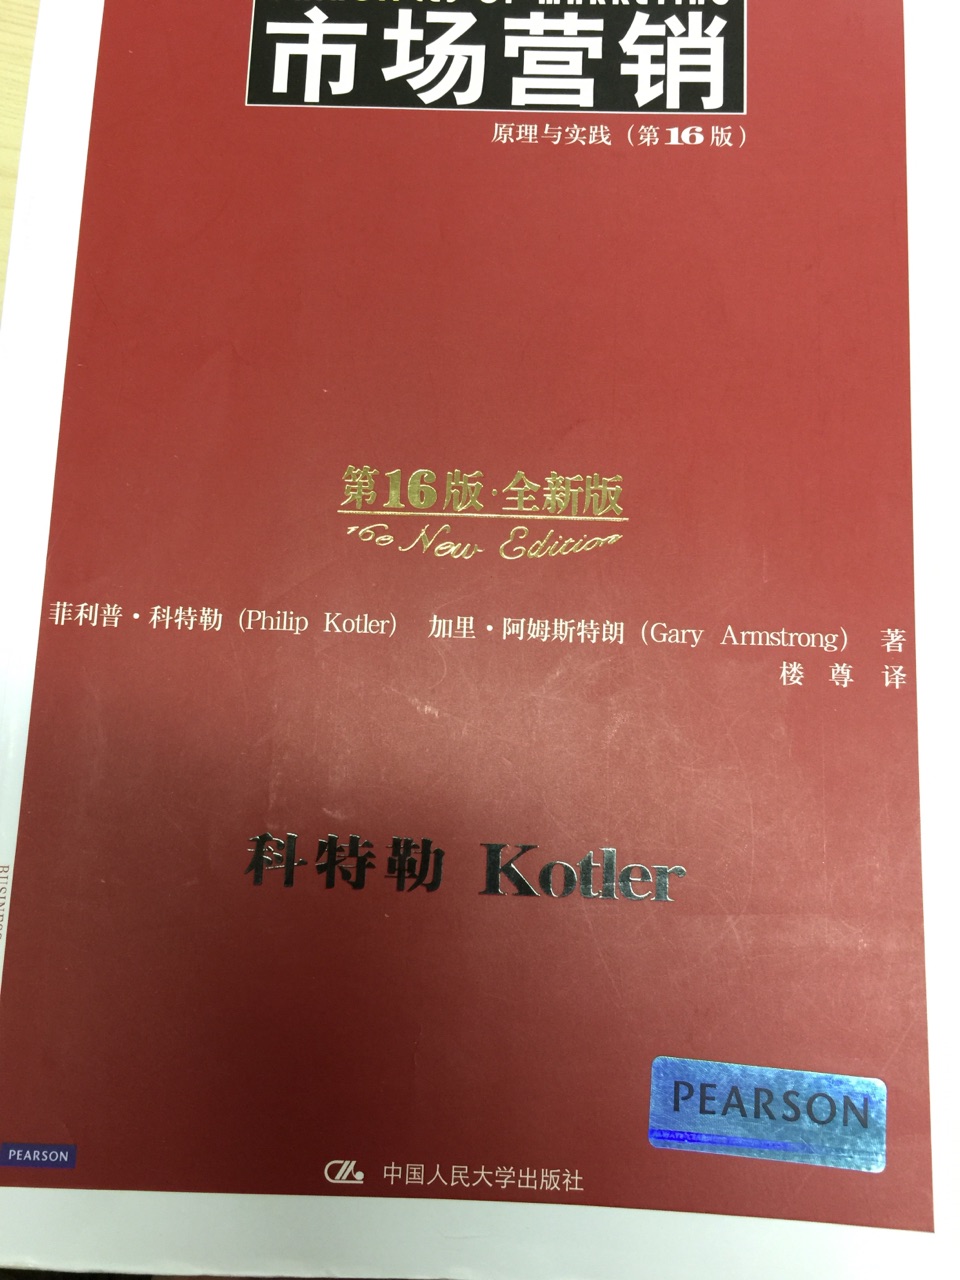 OF MARKETING
市场营销
原理与实践（第16版）
第16版·全新版
16e New Edition
菲利普·科特勒（Philip Kotler） 加里·阿姆斯特朗（Gary Armstrong） 著
楼 尊 译
科特勒 Kotler
PEARSON
PEARSON
中国人民大学出版社